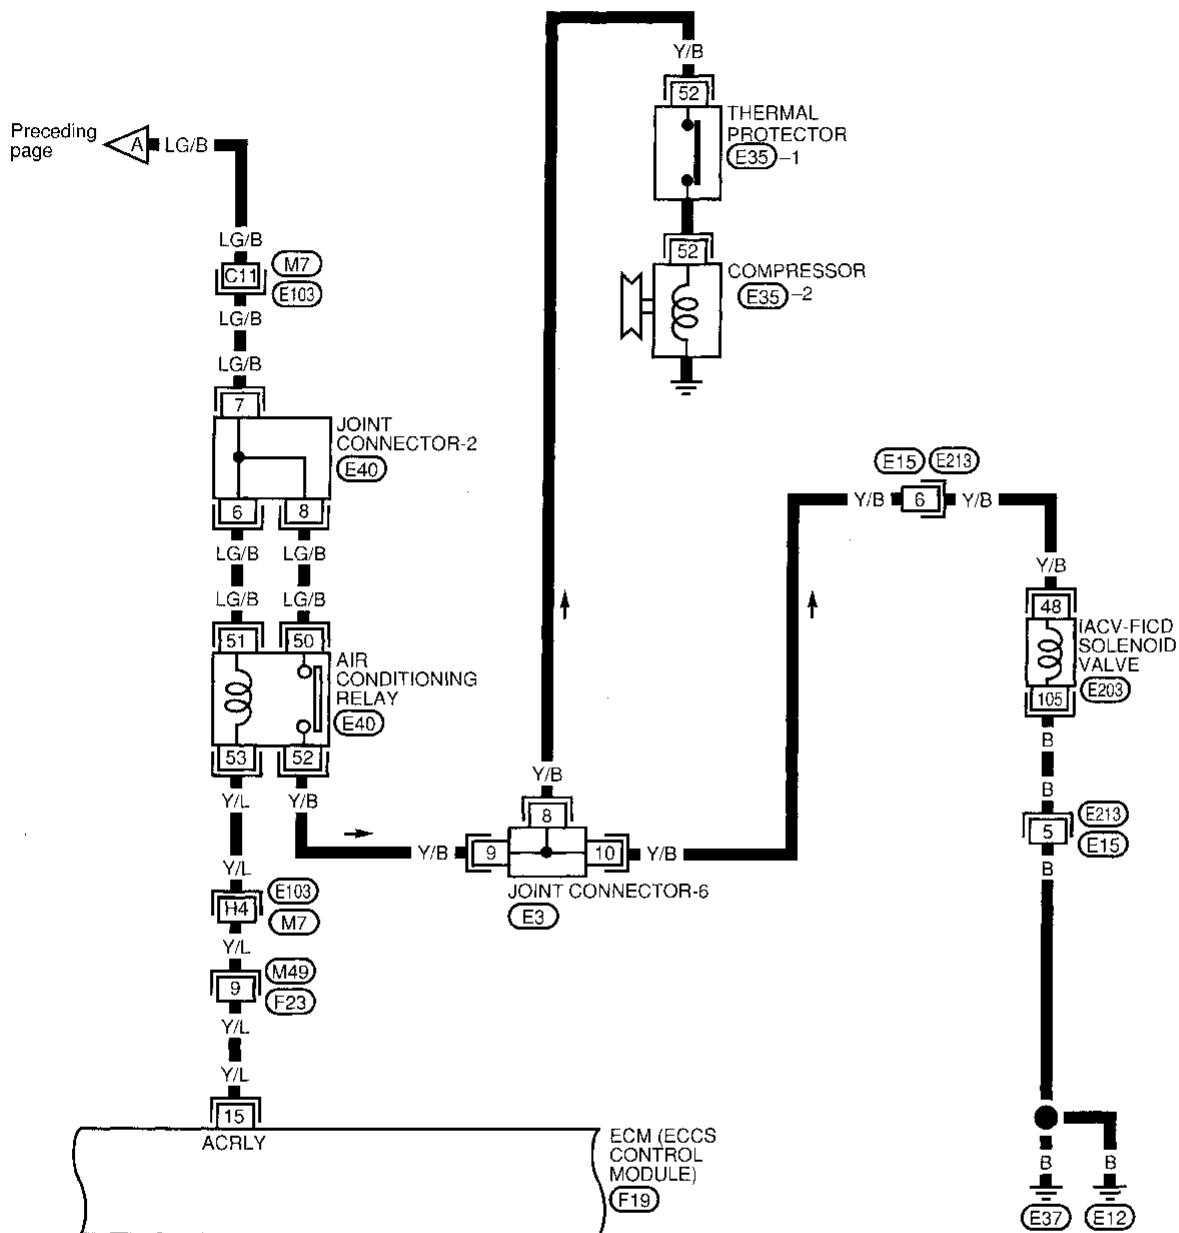 Y/B
52
THERMAL
PROTECTOR
E35 -1
Preceding
page
A LG/B
LG/B
C11
M7
E103
LG/B
LG/B
52
COMPRESSOR
E35 -2
7
JOINT
CONNECTOR-2
E40
6 8
LG/B LG/B
LG/B LG/B
51 50
AIR
CONDITIONING
RELAY
E40
53 52
Y/L Y/B
E15 E213
Y/B 6 Y/B
Y/B
48
IACV-FICD
SOLENOID
VALVE
E203
105
B
B
E213
5
E15
B
Y/B
8
Y/B 9 10 Y/B
JOINT CONNECTOR-6
E3
Y/L
E103
H4
M7
Y/L
M49
9
F23
Y/L
Y/L
15
ACRLY
ECM (ECCS
CONTROL
MODULE)
F19
B B
E37 E12